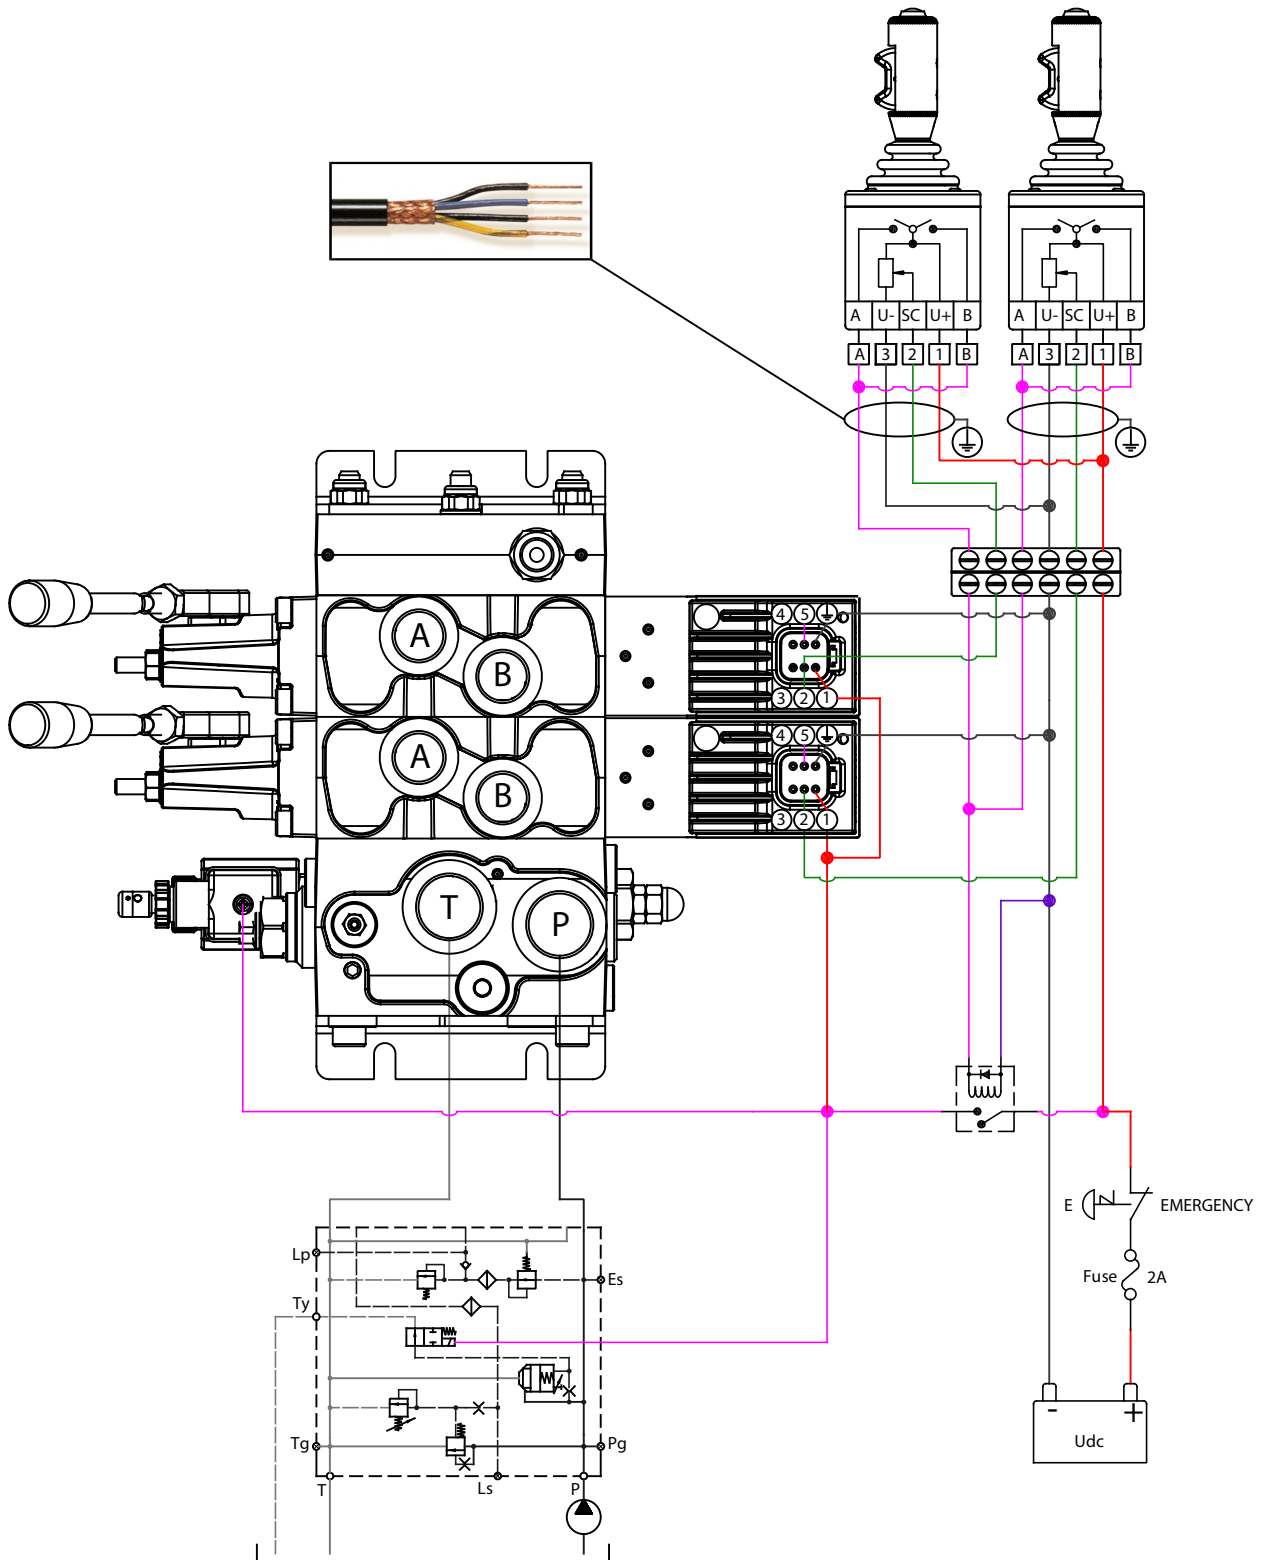 A U- SC U+ B A U- SC U+ B
A 3 2 1 B A 3 2 1 B
4 5
A
B
3 2 1
4 5
A
B
3 2 1
T P
E EMERGENCY
Lp
Es
Fuse 2A
Ty
- +
Udc
Tg Pg
T Ls P